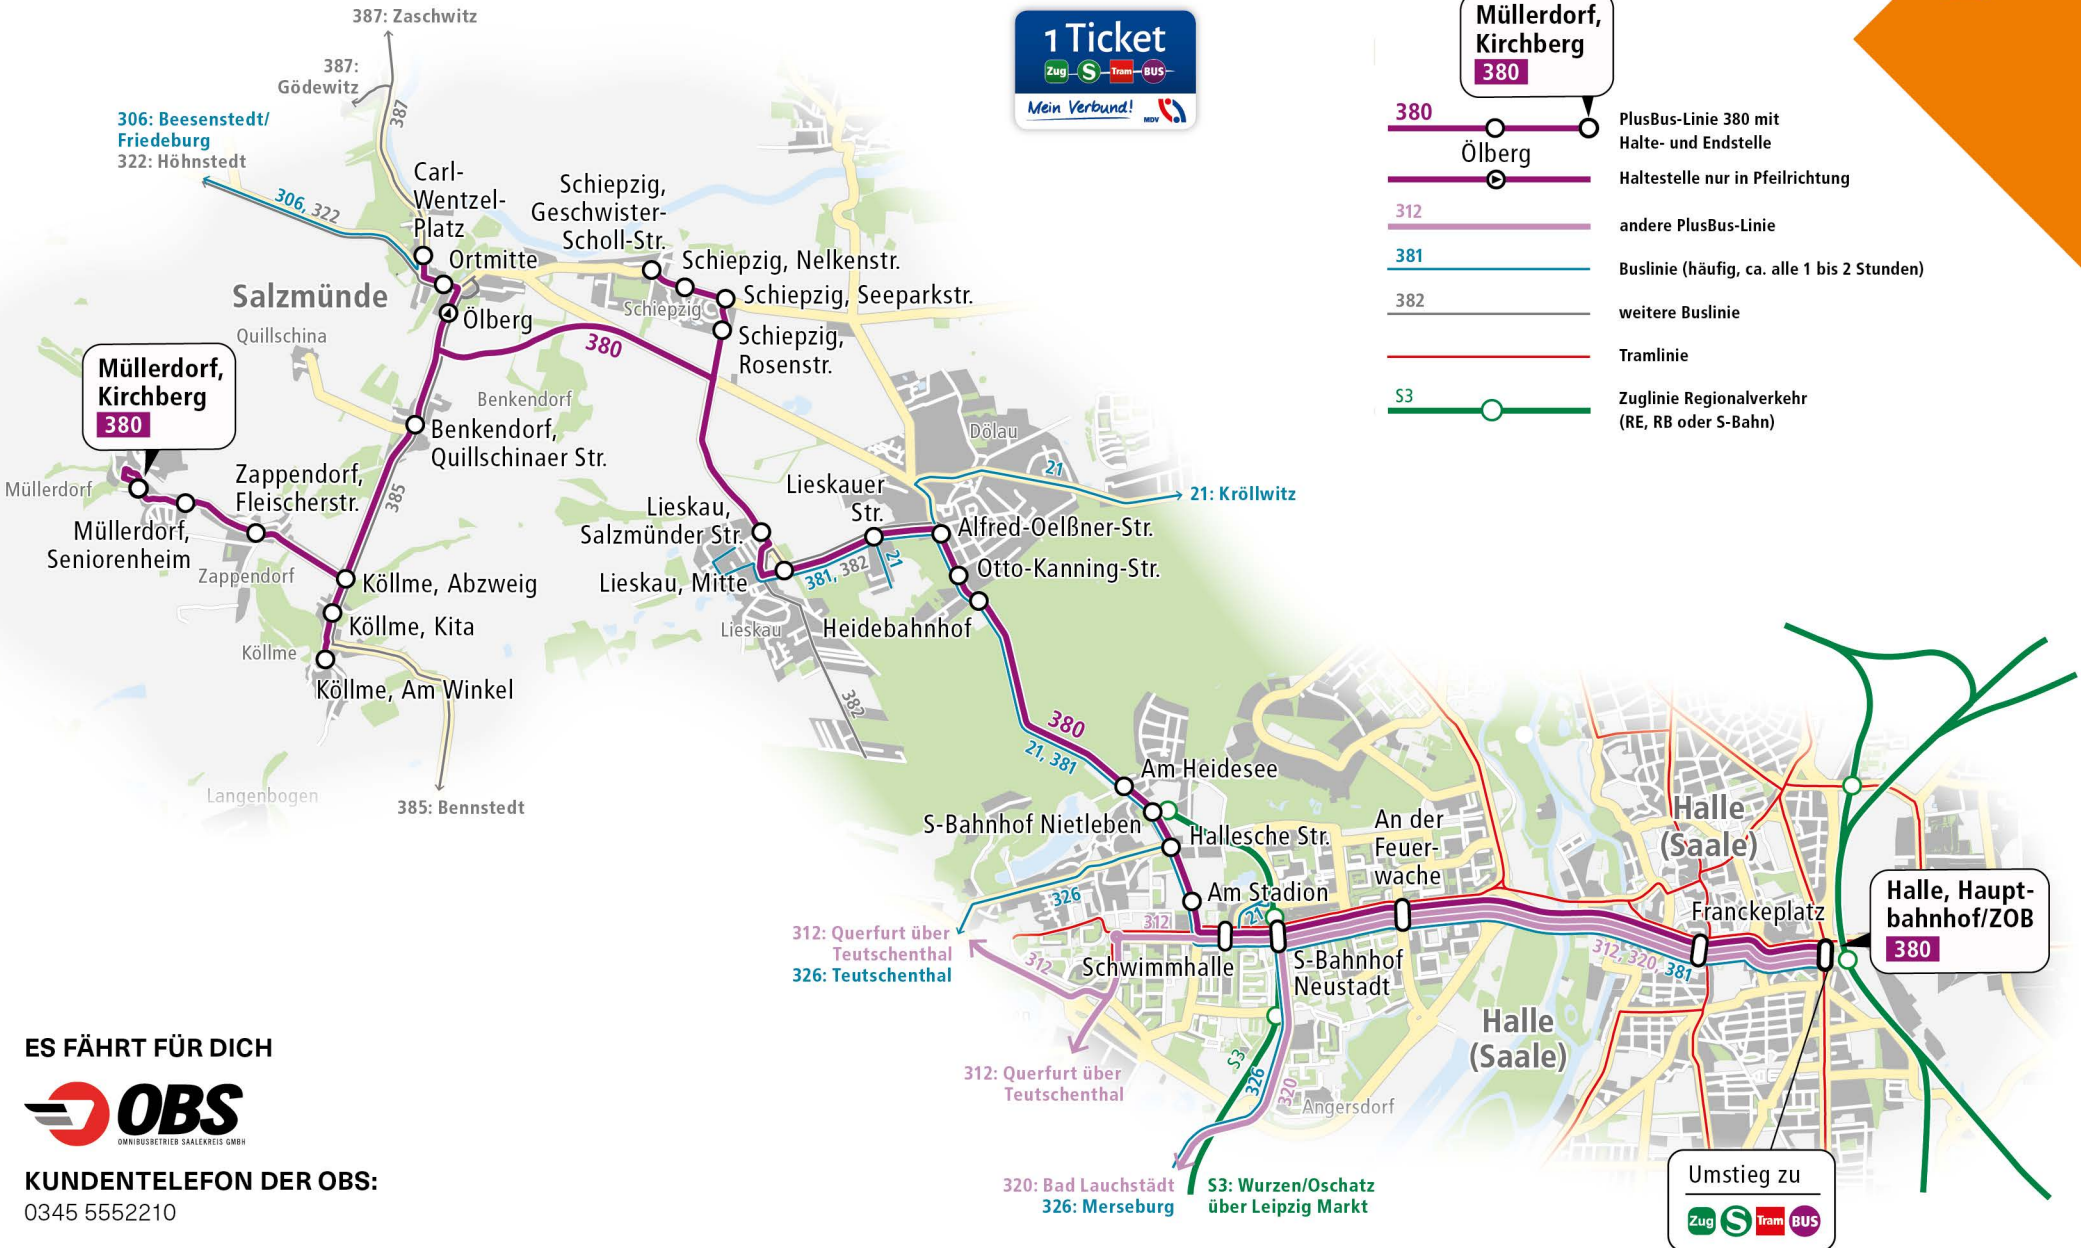 387: Zaschwitz
387:
Gödewitz
387
306: Beesenstedt/
Friedeburg
322: Höhnstedt
306, 322
Carl-
Wentzel-
Platz
Ortmitte
Salzmünde
Ölberg
Quillschina
Schiepzig,
Geschwister-
Scholl-Str.
Schiepzig, Nelkenstr.
Schiepzig, Seeparkstr.
Schiepzig
Schiepzig,
Rosenstr.
380
Müllerdorf,
Kirchberg
380
Benkendorf
Benkendorf,
Quillschinaer Str.
Müllerdorf
Zappendorf,
Fleischerstr.
385
Müllerdorf,
Seniorenheim
Zappendorf
Köllme, Abzweig
Köllme, Kita
Köllme
Köllme, Am Winkel
Langenbogen
385: Bennstedt
Dölau
21
21: Kröllwitz
Lieskauer
Str.
Lieskau,
Salzmünder Str.
Alfred-Oelßner-Str.
Otto-Kanning-Str.
Lieskau, Mitte
381, 382
21
Lieskau
Heidebahnhof
382
380
21, 381
Am Heidesee
S-Bahnhof Nietleben
Hallesche Str.
An der
Feuer-
wache
326
Am Stadion
21
312
312: Querfurt über
Teutschenthal
326: Teutschenthal
312
Schwimmhalle
S-Bahnhof
Neustadt
Halle
(Saale)
Franckeplatz
312, 320, 381
Halle, Haupt-
bahnhof/ZOB
380
Halle
(Saale)
312: Querfurt über
Teutschenthal
S3
326
320
Angersdorf
320: Bad Lauchstädt
326: Merseburg
S3: Wurzen/Oschatz
über Leipzig Markt
Umstieg zu
Zug S Tram BUS
1 Ticket
Zug S Tram BUS
Mein Verbund!
MDV
Müllerdorf,
Kirchberg
380
380
Ölberg
PlusBus-Linie 380 mit
Halte- und Endstelle
Haltestelle nur in Pfeilrichtung
312
andere PlusBus-Linie
381
Buslinie (häufig, ca. alle 1 bis 2 Stunden)
382
weitere Buslinie
Tramlinie
S3
Zuglinie Regionalverkehr
(RE, RB oder S-Bahn)
ES FÄHRT FÜR DICH
OBS
OMNIBUSBETRIEB SAALEKREIS GMBH
KUNDENTELEFON DER OBS:
0345 5552210